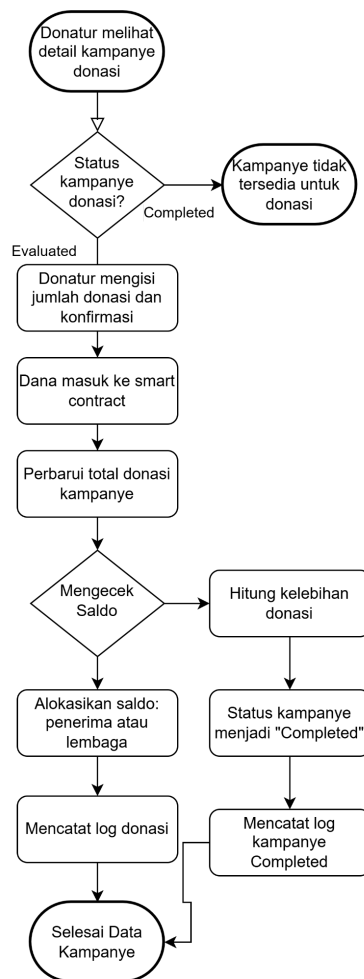 Donatur melihat
detail kampanye
donasi
Status
kampanye
donasi?
Completed
Kampanye tidak
tersedia untuk
donasi
Evaluated
Donatur mengisi
jumlah donasi dan
konfirmasi
Dana masuk ke smart
contract
Perbarui total donasi
kampanye
Mengecek
Saldo
Hitung kelebihan
donasi
Alokasikan saldo:
penerima atau
lembaga
Status kampanye
menjadi "Completed"
Mencatat log donasi
Mencatat log
kampanye
Completed
Selesai Data
Kampanye